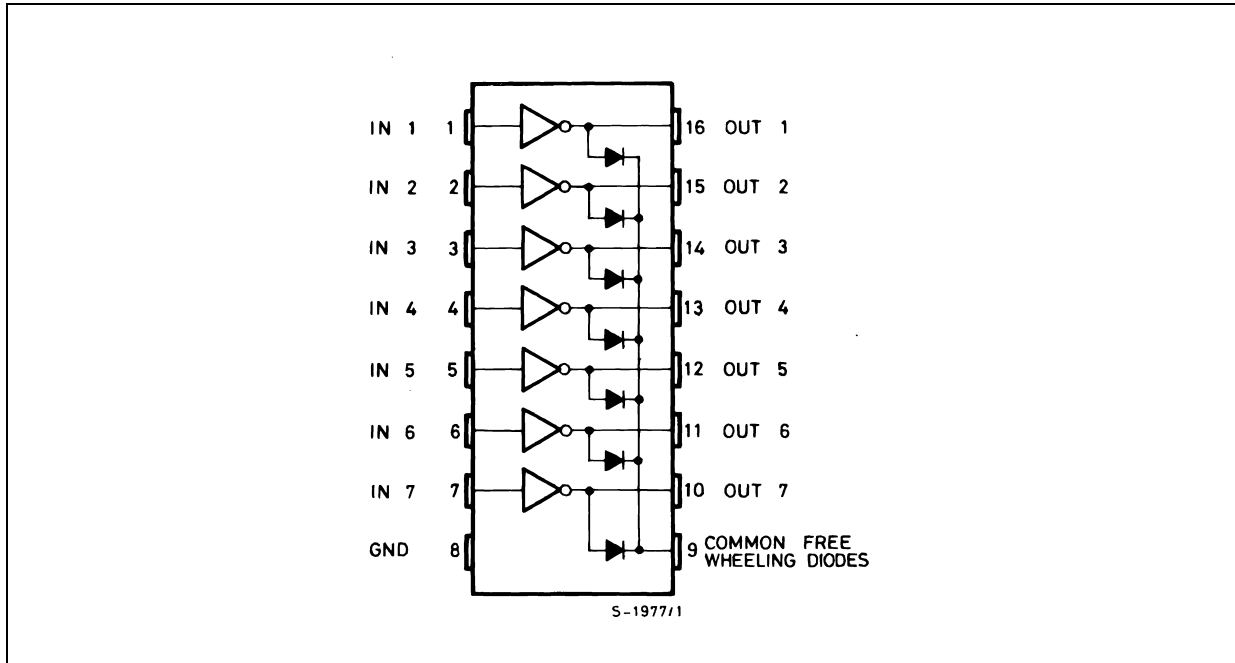 IN 1 1 16 OUT 1
IN 2 2 15 OUT 2
IN 3 3 14 OUT 3
IN 4 4 13 OUT 4
IN 5 5 12 OUT 5
IN 6 6 11 OUT 6
IN 7 7 10 OUT 7
GND 8 9 COMMON FREE
WHEELING DIODES
S-1977/1